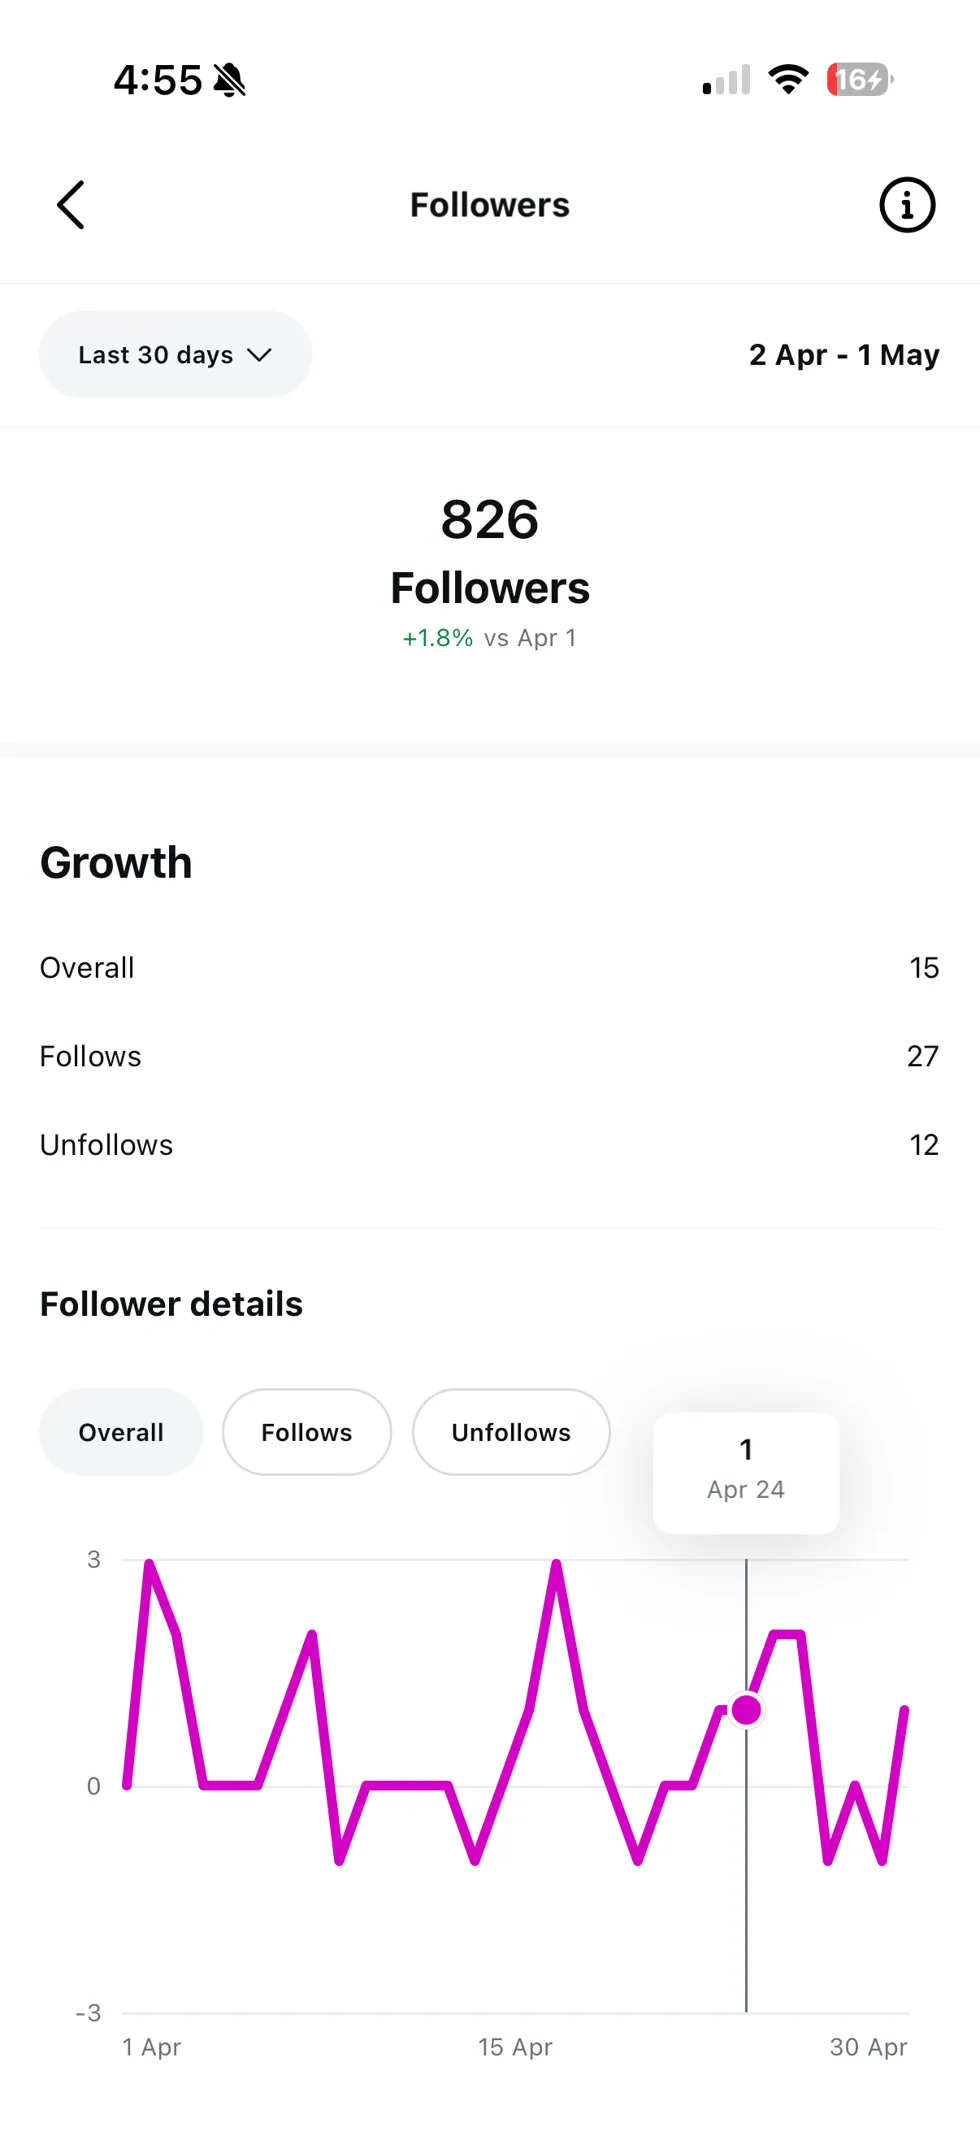 4:55
16
Followers
Last 30 days
2 Apr - 1 May
826
Followers
+1.8% vs Apr 1
Growth
Overall 15
Follows 27
Unfollows 12
Follower details
Overall Follows Unfollows
1
Apr 24
3
0
-3
1 Apr 15 Apr 30 Apr